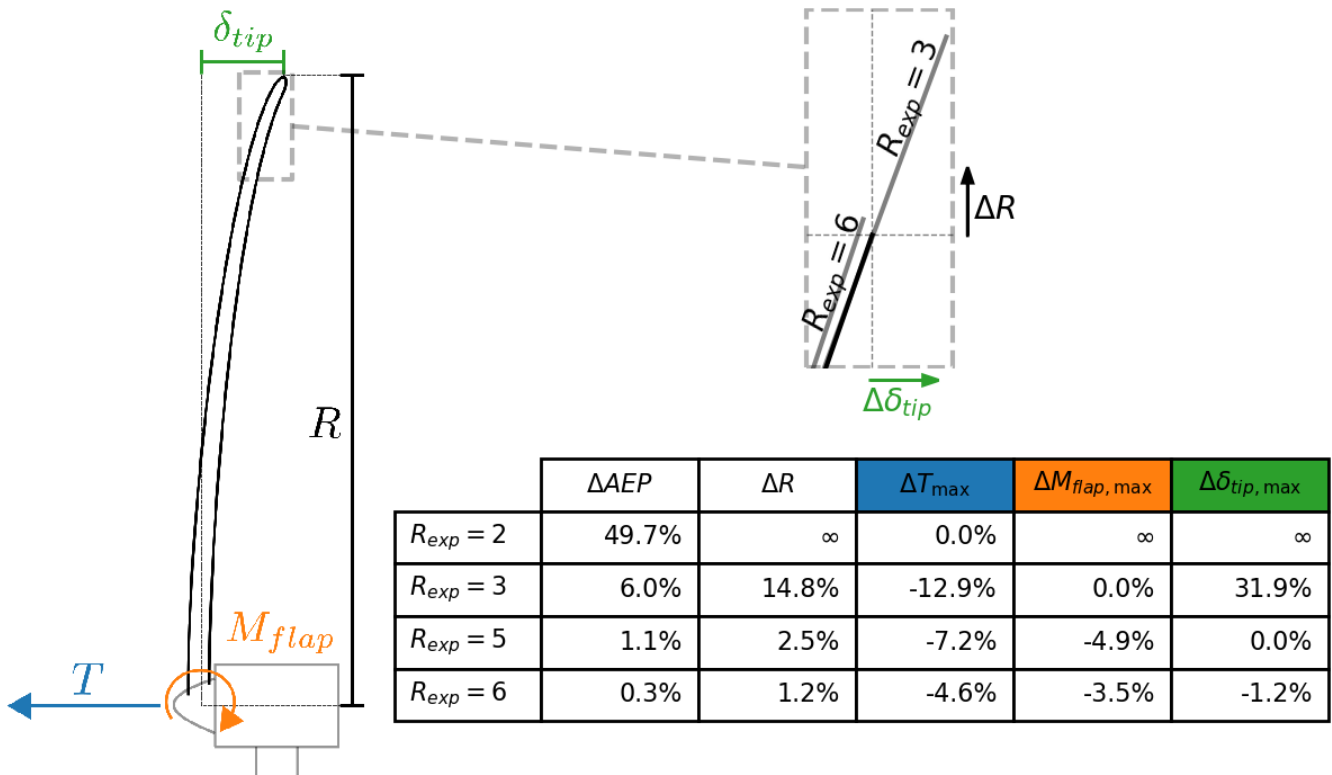 δ_tip
R_exp = 3
ΔR
R_exp = 6
Δδ_tip
R
M_flap
T
ΔAEP ΔR ΔT_max ΔM_flap, max Δδ_tip, max
R_exp = 2 49.7% ∞ 0.0% ∞ ∞
R_exp = 3 6.0% 14.8% -12.9% 0.0% 31.9%
R_exp = 5 1.1% 2.5% -7.2% -4.9% 0.0%
R_exp = 6 0.3% 1.2% -4.6% -3.5% -1.2%